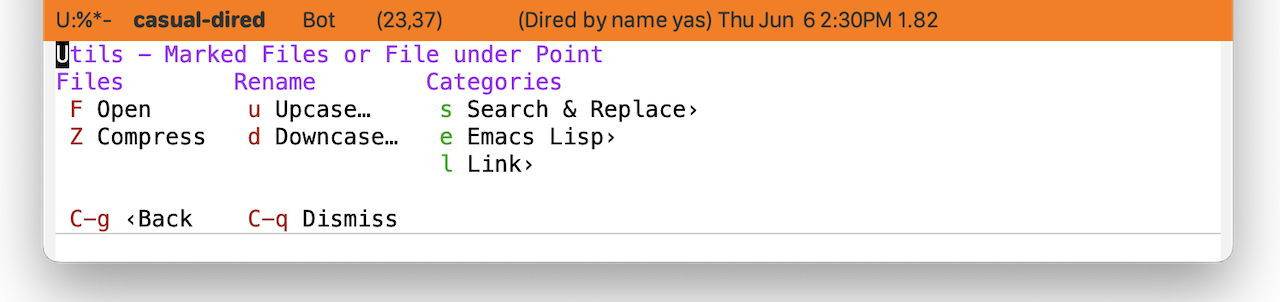 U:%*- casual-dired Bot (23,37) (Dired by name yas) Thu Jun 6 2:30PM 1.82
Utils – Marked Files or File under Point
Files Rename Categories
F Open u Upcase… s Search & Replace›
Z Compress d Downcase… e Emacs Lisp›
l Link›
C–g ‹Back C–q Dismiss